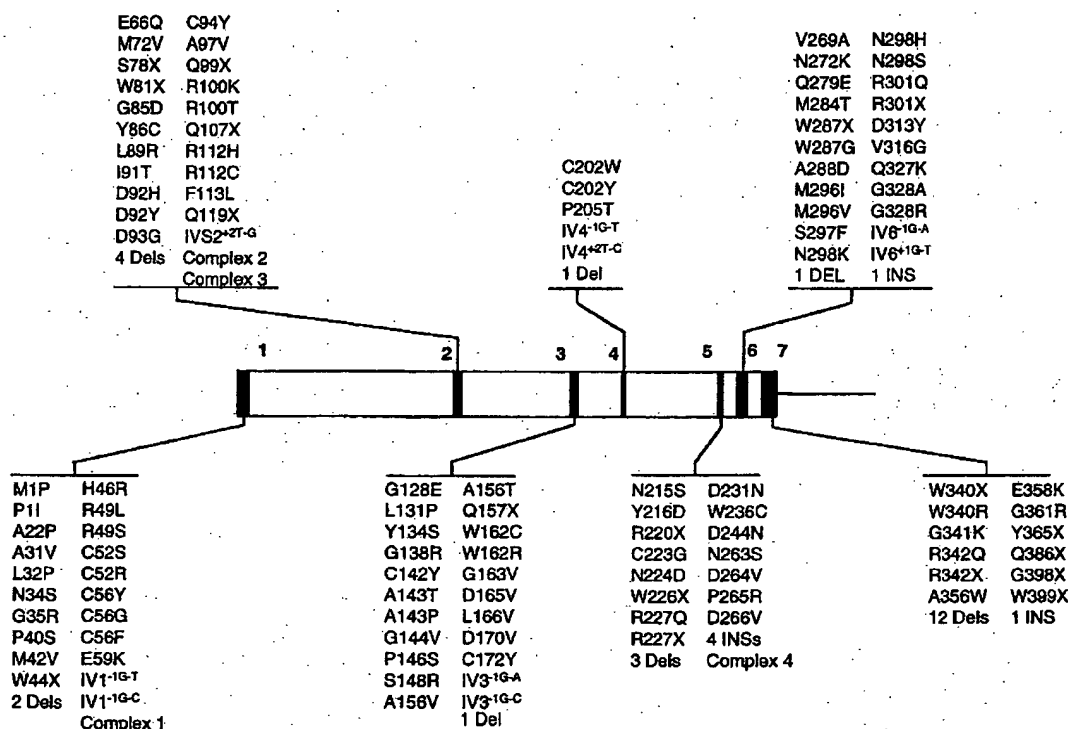 E66Q C94Y
M72V A97V
S78X Q99X
W81X R100K
G85D R100T
Y86C Q107X
L89R R112H
I91T R112C
D92H F113L
D92Y Q119X
D93G IVS2+2T-G
4 Dels Complex 2
Complex 3
C202W
C202Y
P205T
IV4-1G-T
IV4+2T-C
1 Del
V269A N298H
N272K N298S
Q279E R301Q
M284T R301X
W287X D313Y
W287G V316G
A288D Q327K
M296I G328A
M296V G328R
S297F IV6-1G-A
N298K IV6+1G-T
1 DEL 1 INS
1 2 3 4 5 6 7
M1P H46R
P1I R49L
A22P R49S
A31V C52S
L32P C52R
N34S C56Y
G35R C56G
P40S C56F
M42V E59K
W44X IV1-1G-T
2 Dels IV1-1G-C
Complex 1
G128E A156T
L131P Q157X
Y134S W162C
G138R W162R
C142Y G163V
A143T D165V
A143P L166V
G144V D170V
P146S C172Y
S148R IV3-1G-A
A156V IV3-1G-C
1 Del
N215S D231N
Y216D W236C
R220X D244N
C223G N263S
N224D D264V
W226X P265R
R227Q D266V
R227X 4 INSs
3 Dels Complex 4
W340X E358K
W340R G361R
G341K Y365X
R342Q Q386X
R342X G398X
A356W W399X
12 Dels 1 INS